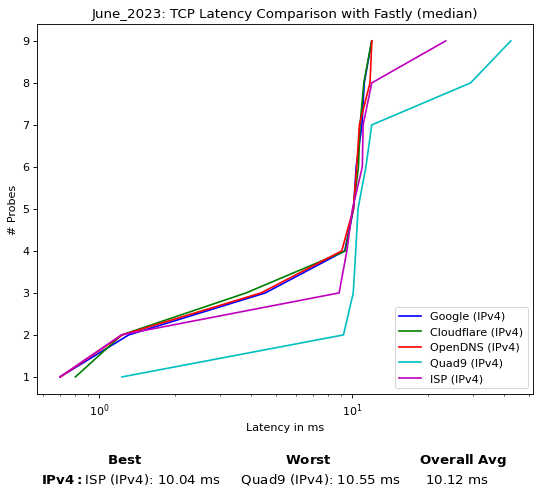 June_2023: TCP Latency Comparison with Fastly (median)
9
8
7
6
5
4
3
2
1
# Probes
Google (IPv4)
Cloudflare (IPv4)
OpenDNS (IPv4)
Quad9 (IPv4)
ISP (IPv4)
10⁰ 10¹
Latency in ms
Best Worst Overall Avg
IPv4: ISP (IPv4): 10.04 ms Quad9 (IPv4): 10.55 ms 10.12 ms